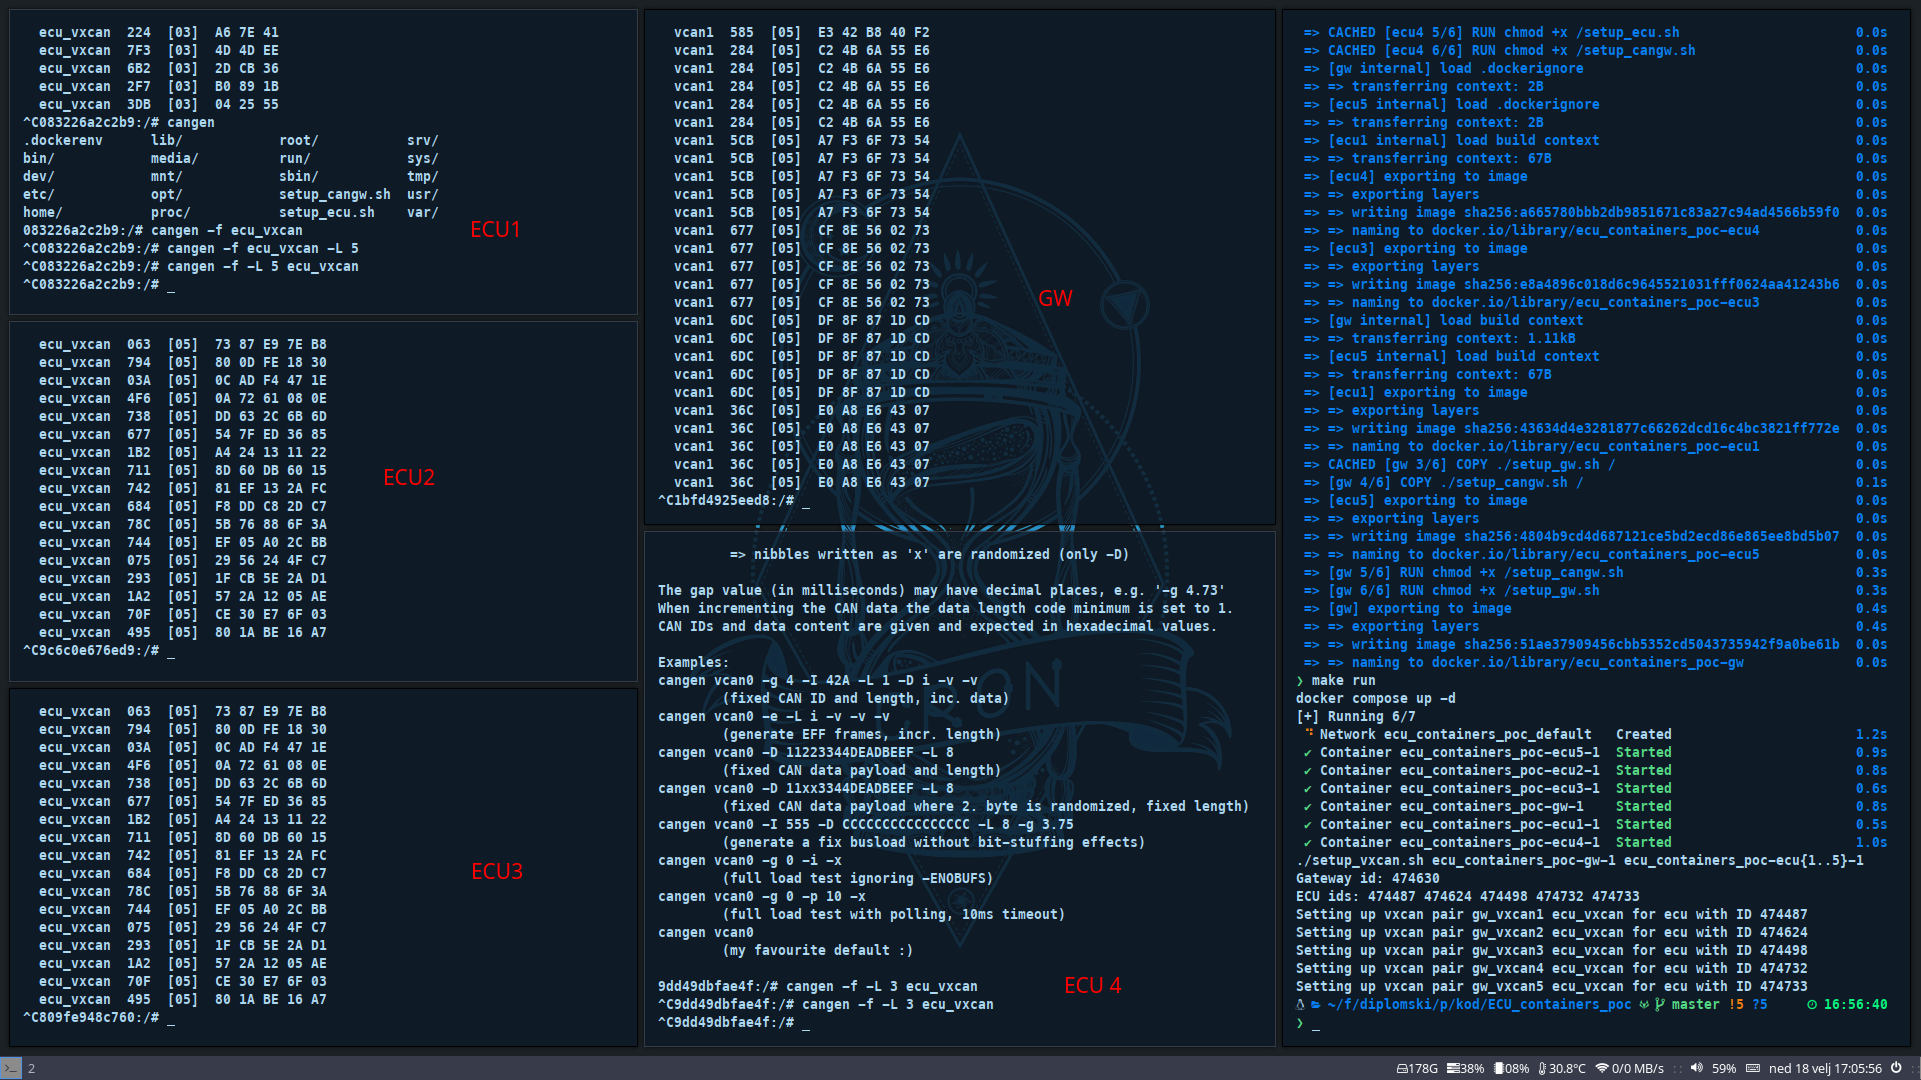 ecu_vxcan  224  [03]  A6 7E 41
ecu_vxcan  7F3  [03]  4D 4D EE
ecu_vxcan  6B2  [03]  2D CB 36
ecu_vxcan  2F7  [03]  B0 89 1B
ecu_vxcan  3DB  [03]  04 25 55
^C083226a2c2b9:/# cangen
.dockerenv      lib/            root/           srv/
bin/            media/          run/            sys/
dev/            mnt/            sbin/           tmp/
etc/            opt/            setup_cangw.sh  usr/
home/           proc/           setup_ecu.sh    var/
083226a2c2b9:/# cangen -f ecu_vxcan
^C083226a2c2b9:/# cangen -f ecu_vxcan -L 5
^C083226a2c2b9:/# cangen -f -L 5 ecu_vxcan
^C083226a2c2b9:/# _
ECU1
ecu_vxcan  063  [05]  73 87 E9 7E B8
ecu_vxcan  794  [05]  80 0D FE 18 30
ecu_vxcan  03A  [05]  0C AD F4 47 1E
ecu_vxcan  4F6  [05]  0A 72 61 08 0E
ecu_vxcan  738  [05]  DD 63 2C 6B 6D
ecu_vxcan  677  [05]  54 7F ED 36 85
ecu_vxcan  1B2  [05]  A4 24 13 11 22
ecu_vxcan  711  [05]  8D 60 DB 60 15
ecu_vxcan  742  [05]  81 EF 13 2A FC
ecu_vxcan  684  [05]  F8 DD C8 2D C7
ecu_vxcan  78C  [05]  5B 76 88 6F 3A
ecu_vxcan  744  [05]  EF 05 A0 2C BB
ecu_vxcan  075  [05]  29 56 24 4F C7
ecu_vxcan  293  [05]  1F CB 5E 2A D1
ecu_vxcan  1A2  [05]  57 2A 12 05 AE
ecu_vxcan  70F  [05]  CE 30 E7 6F 03
ecu_vxcan  495  [05]  80 1A BE 16 A7
^C9c6c0e676ed9:/# _
ECU2
ecu_vxcan  063  [05]  73 87 E9 7E B8
ecu_vxcan  794  [05]  80 0D FE 18 30
ecu_vxcan  03A  [05]  0C AD F4 47 1E
ecu_vxcan  4F6  [05]  0A 72 61 08 0E
ecu_vxcan  738  [05]  DD 63 2C 6B 6D
ecu_vxcan  677  [05]  54 7F ED 36 85
ecu_vxcan  1B2  [05]  A4 24 13 11 22
ecu_vxcan  711  [05]  8D 60 DB 60 15
ecu_vxcan  742  [05]  81 EF 13 2A FC
ecu_vxcan  684  [05]  F8 DD C8 2D C7
ecu_vxcan  78C  [05]  5B 76 88 6F 3A
ecu_vxcan  744  [05]  EF 05 A0 2C BB
ecu_vxcan  075  [05]  29 56 24 4F C7
ecu_vxcan  293  [05]  1F CB 5E 2A D1
ecu_vxcan  1A2  [05]  57 2A 12 05 AE
ecu_vxcan  70F  [05]  CE 30 E7 6F 03
ecu_vxcan  495  [05]  80 1A BE 16 A7
^C809fe948c760:/# _
ECU3
vcan1  585  [05]  E3 42 B8 40 F2
vcan1  284  [05]  C2 4B 6A 55 E6
vcan1  284  [05]  C2 4B 6A 55 E6
vcan1  284  [05]  C2 4B 6A 55 E6
vcan1  284  [05]  C2 4B 6A 55 E6
vcan1  284  [05]  C2 4B 6A 55 E6
vcan1  5CB  [05]  A7 F3 6F 73 54
vcan1  5CB  [05]  A7 F3 6F 73 54
vcan1  5CB  [05]  A7 F3 6F 73 54
vcan1  5CB  [05]  A7 F3 6F 73 54
vcan1  5CB  [05]  A7 F3 6F 73 54
vcan1  677  [05]  CF 8E 56 02 73
vcan1  677  [05]  CF 8E 56 02 73
vcan1  677  [05]  CF 8E 56 02 73
vcan1  677  [05]  CF 8E 56 02 73
vcan1  677  [05]  CF 8E 56 02 73
vcan1  6DC  [05]  DF 8F 87 1D CD
vcan1  6DC  [05]  DF 8F 87 1D CD
vcan1  6DC  [05]  DF 8F 87 1D CD
vcan1  6DC  [05]  DF 8F 87 1D CD
vcan1  6DC  [05]  DF 8F 87 1D CD
vcan1  36C  [05]  E0 A8 E6 43 07
vcan1  36C  [05]  E0 A8 E6 43 07
vcan1  36C  [05]  E0 A8 E6 43 07
vcan1  36C  [05]  E0 A8 E6 43 07
vcan1  36C  [05]  E0 A8 E6 43 07
^C1bfd4925eed8:/# _
GW
=> nibbles written as 'x' are randomized (only -D)
The gap value (in milliseconds) may have decimal places, e.g. '-g 4.73'
When incrementing the CAN data the data length code minimum is set to 1.
CAN IDs and data content are given and expected in hexadecimal values.
Examples:
cangen vcan0 -g 4 -I 42A -L 1 -D i -v -v
(fixed CAN ID and length, inc. data)
cangen vcan0 -e -L i -v -v -v
(generate EFF frames, incr. length)
cangen vcan0 -D 11223344DEADBEEF -L 8
(fixed CAN data payload and length)
cangen vcan0 -D 11xx3344DEADBEEF -L 8
(fixed CAN data payload where 2. byte is randomized, fixed length)
cangen vcan0 -I 555 -D CCCCCCCCCCCCCCCC -L 8 -g 3.75
(generate a fix busload without bit-stuffing effects)
cangen vcan0 -g 0 -i -x
(full load test ignoring -ENOBUFS)
cangen vcan0 -g 0 -p 10 -x
(full load test with polling, 10ms timeout)
cangen vcan0
(my favourite default :)
9dd49dbfae4f:/# cangen -f -L 3 ecu_vxcan
^C9dd49dbfae4f:/# cangen -f -L 3 ecu_vxcan
^C9dd49dbfae4f:/# _
ECU 4
=> CACHED [ecu4 5/6] RUN chmod +x /setup_ecu.sh 0.0s
=> CACHED [ecu4 6/6] RUN chmod +x /setup_cangw.sh 0.0s
=> [gw internal] load .dockerignore 0.0s
=> => transferring context: 2B 0.0s
=> [ecu5 internal] load .dockerignore 0.0s
=> => transferring context: 2B 0.0s
=> [ecu1 internal] load build context 0.0s
=> => transferring context: 67B 0.0s
=> [ecu4] exporting to image 0.0s
=> => exporting layers 0.0s
=> => writing image sha256:a665780bbb2db9851671c83a27c94ad4566b59f0 0.0s
=> => naming to docker.io/library/ecu_containers_poc-ecu4 0.0s
=> [ecu3] exporting to image 0.0s
=> => exporting layers 0.0s
=> => writing image sha256:e8a4896c018d6c9645521031fff0624aa41243b6 0.0s
=> => naming to docker.io/library/ecu_containers_poc-ecu3 0.0s
=> [gw internal] load build context 0.0s
=> => transferring context: 1.11kB 0.0s
=> [ecu5 internal] load build context 0.0s
=> => transferring context: 67B 0.0s
=> [ecu1] exporting to image 0.0s
=> => exporting layers 0.0s
=> => writing image sha256:43634d4e3281877c66262dcd16c4bc3821ff772e 0.0s
=> => naming to docker.io/library/ecu_containers_poc-ecu1 0.0s
=> CACHED [gw 3/6] COPY ./setup_gw.sh / 0.0s
=> [gw 4/6] COPY ./setup_cangw.sh / 0.1s
=> [ecu5] exporting to image 0.0s
=> => exporting layers 0.0s
=> => writing image sha256:4804b9cd4d687121ce5bd2ecd86e865ee8bd5b07 0.0s
=> => naming to docker.io/library/ecu_containers_poc-ecu5 0.0s
=> [gw 5/6] RUN chmod +x /setup_cangw.sh 0.3s
=> [gw 6/6] RUN chmod +x /setup_gw.sh 0.3s
=> [gw] exporting to image 0.4s
=> => exporting layers 0.4s
=> => writing image sha256:51ae37909456cbb5352cd5043735942f9a0be61b 0.0s
=> => naming to docker.io/library/ecu_containers_poc-gw 0.0s
❯ make run
docker compose up -d
[+] Running 6/7
⠹ Network ecu_containers_poc_default   Created 1.2s
✔ Container ecu_containers_poc-ecu5-1  Started 0.9s
✔ Container ecu_containers_poc-ecu2-1  Started 0.8s
✔ Container ecu_containers_poc-ecu3-1  Started 0.6s
✔ Container ecu_containers_poc-gw-1    Started 0.8s
✔ Container ecu_containers_poc-ecu1-1  Started 0.5s
✔ Container ecu_containers_poc-ecu4-1  Started 1.0s
./setup_vxcan.sh ecu_containers_poc-gw-1 ecu_containers_poc-ecu{1..5}-1
Gateway id: 474630
ECU ids: 474487 474624 474498 474732 474733
Setting up vxcan pair gw_vxcan1 ecu_vxcan for ecu with ID 474487
Setting up vxcan pair gw_vxcan2 ecu_vxcan for ecu with ID 474624
Setting up vxcan pair gw_vxcan3 ecu_vxcan for ecu with ID 474498
Setting up vxcan pair gw_vxcan4 ecu_vxcan for ecu with ID 474732
Setting up vxcan pair gw_vxcan5 ecu_vxcan for ecu with ID 474733
~/f/diplomski/p/kod/ECU_containers_poc master !5 ?5 16:56:40
❯ _
2
178G 38% 08% 30.8°C 0/0 MB/s 59% ned 18 velj 17:05:56